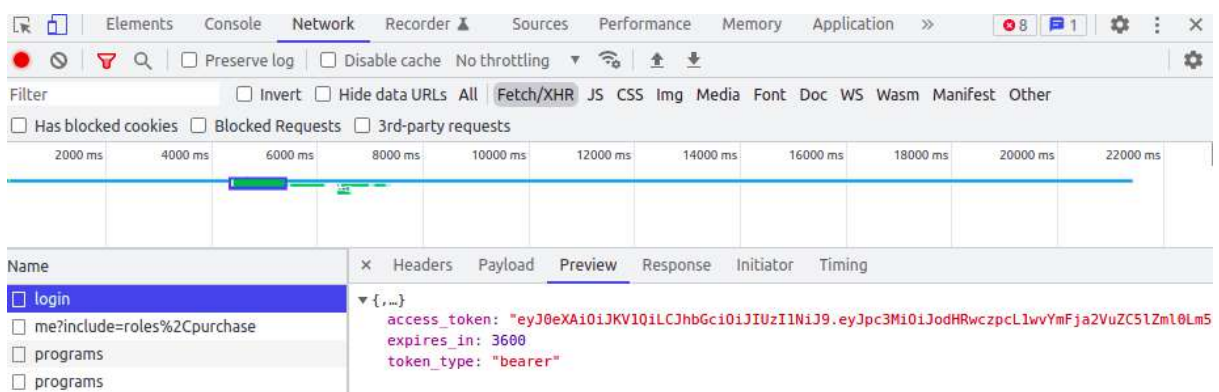 Elements Console Network Recorder Sources Performance Memory Application » 8 1
Preserve log Disable cache No throttling
Filter Invert Hide data URLs All Fetch/XHR JS CSS Img Media Font Doc WS Wasm Manifest Other
Has blocked cookies Blocked Requests 3rd-party requests
2000 ms 4000 ms 6000 ms 8000 ms 10000 ms 12000 ms 14000 ms 16000 ms 18000 ms 20000 ms 22000 ms
Name × Headers Payload Preview Response Initiator Timing
login ▼{,…}
me?include=roles%2Cpurchase access_token: "eyJ0eXAiOiJKV1QiLCJhbGciOiJIUzI1NiJ9.eyJpc3MiOiJodHRwczpcL1wvYmFja2VuZC5lZml0Lm5
programs expires_in: 3600
programs token_type: "bearer"